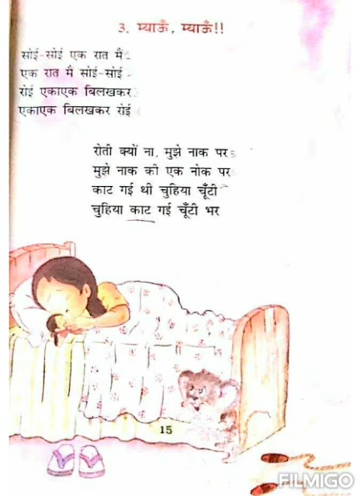 3. म्याऊँ, म्याऊँ!!
सोई-सोई एक रात मैं
एक रात मैं सोई-सोई
रोई एकाएक बिलखकर
एकाएक बिलखकर रोई
रोती क्यों ना, मुझे नाक पर
मुझे नाक की एक नोक पर
काट गई थी चुहिया चूँटी
चुहिया काट गई चूँटी भर
15
FILMIGO